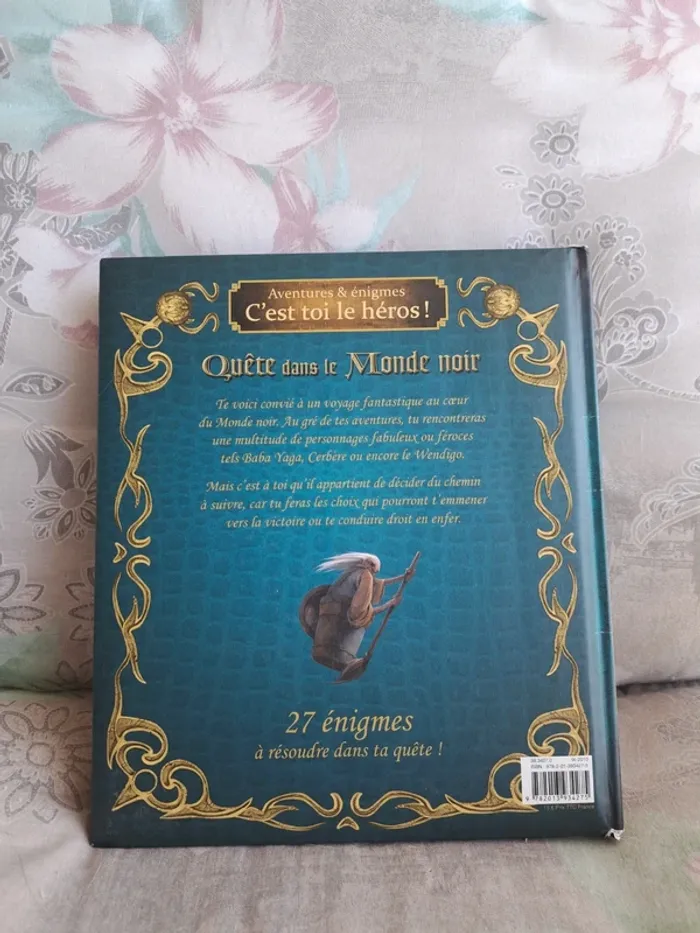 Aventures & énigmes
C'est toi le héros !
Quête dans le Monde noir
Te voici convié à un voyage fantastique au cœur
du Monde noir. Au gré de tes aventures, tu rencontreras
une multitude de personnages fabuleux ou féroces
tels Baba Yaga, Cerbère ou encore le Wendigo.
Mais c'est à toi qu'il appartient de décider du chemin
à suivre, car tu feras les choix qui pourront t'emmener
vers la victoire ou te conduire droit en enfer.
27 énigmes
à résoudre dans ta quête !
9 782013 934275